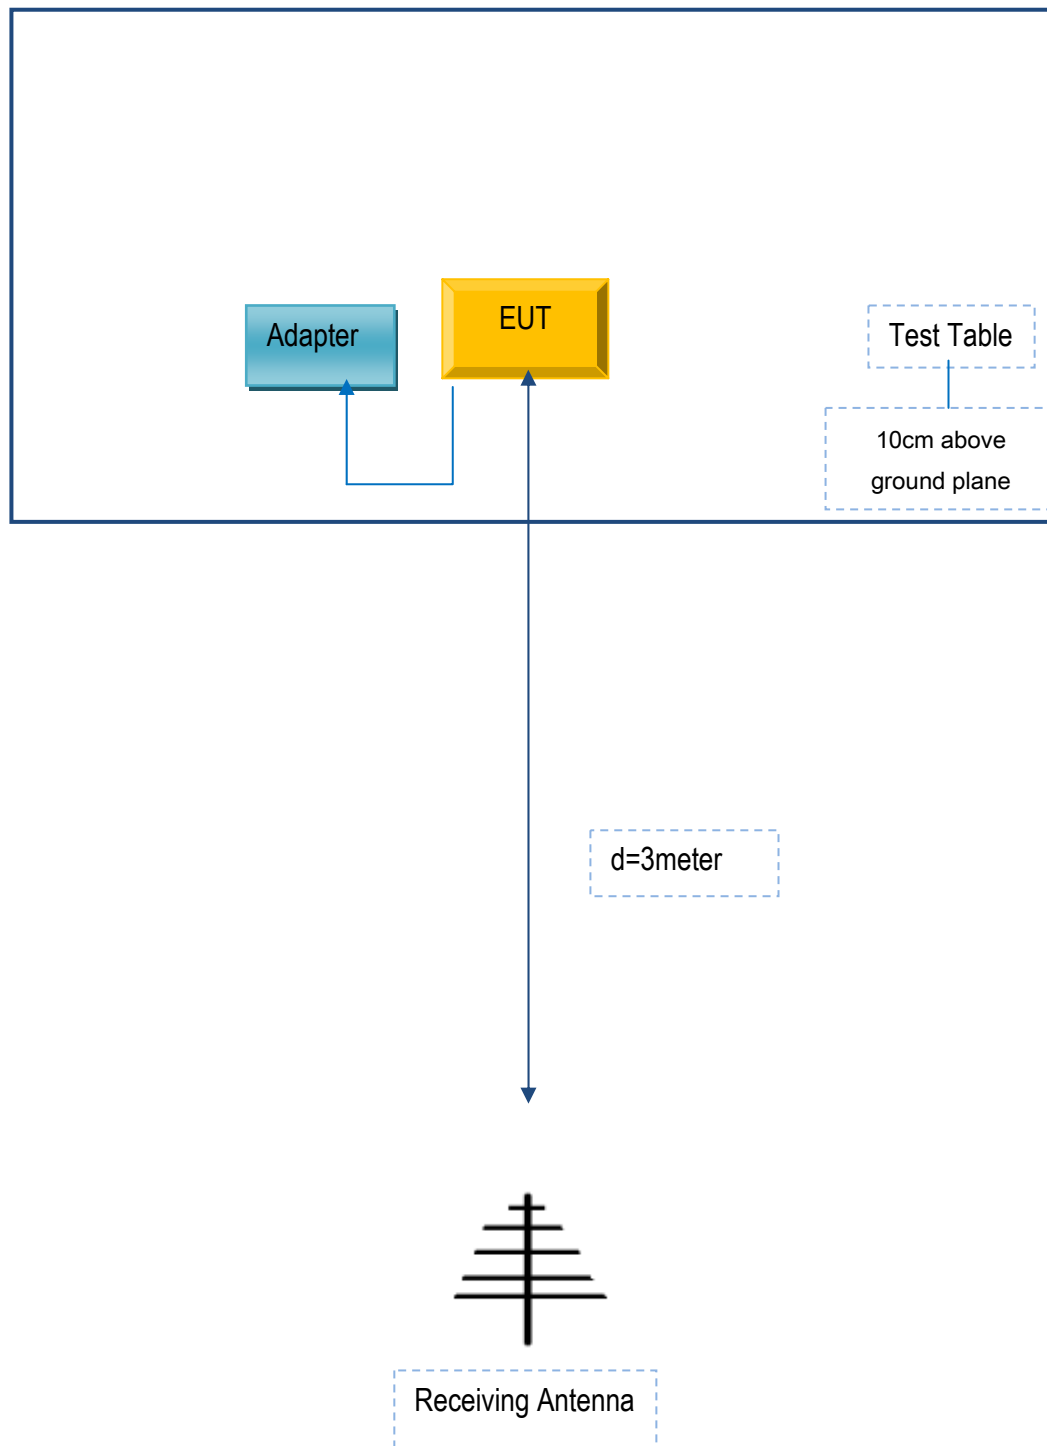 EUT
Adapter
Test Table
10cm above
ground plane
d=3meter
Receiving Antenna